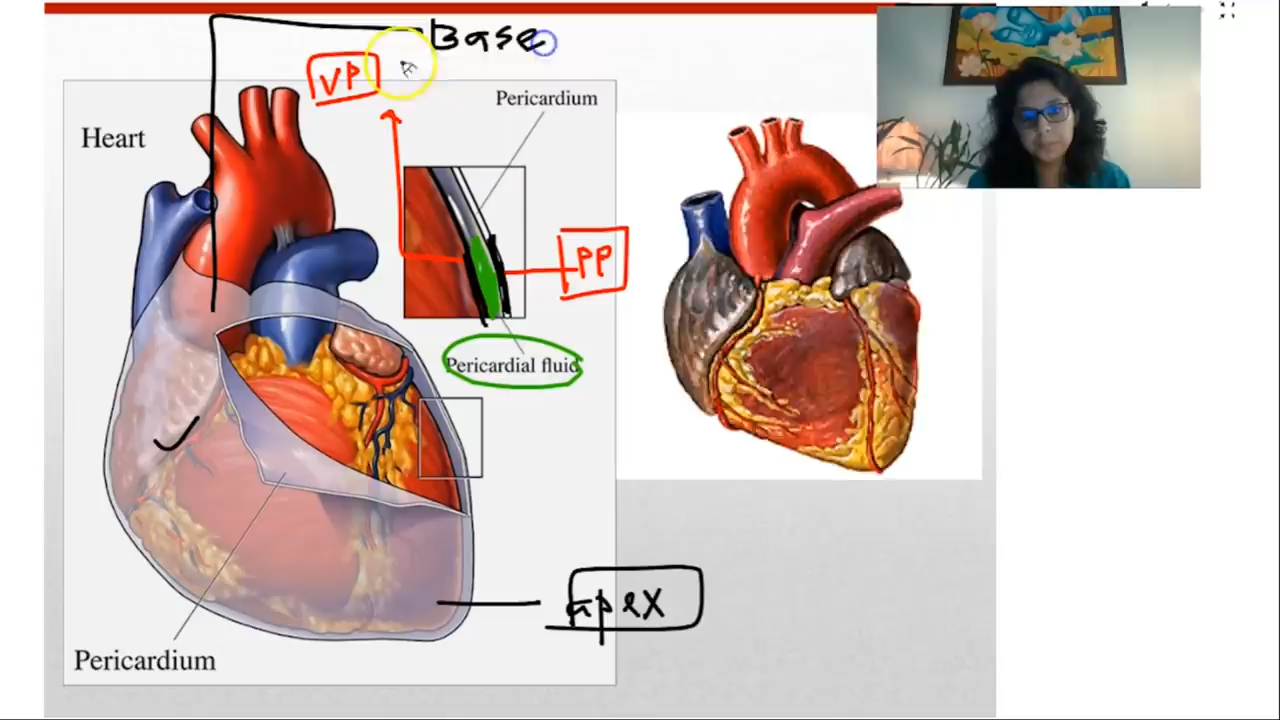 Base
VP
Pericardium
Heart
PP
Pericardial fluid
apex
Pericardium